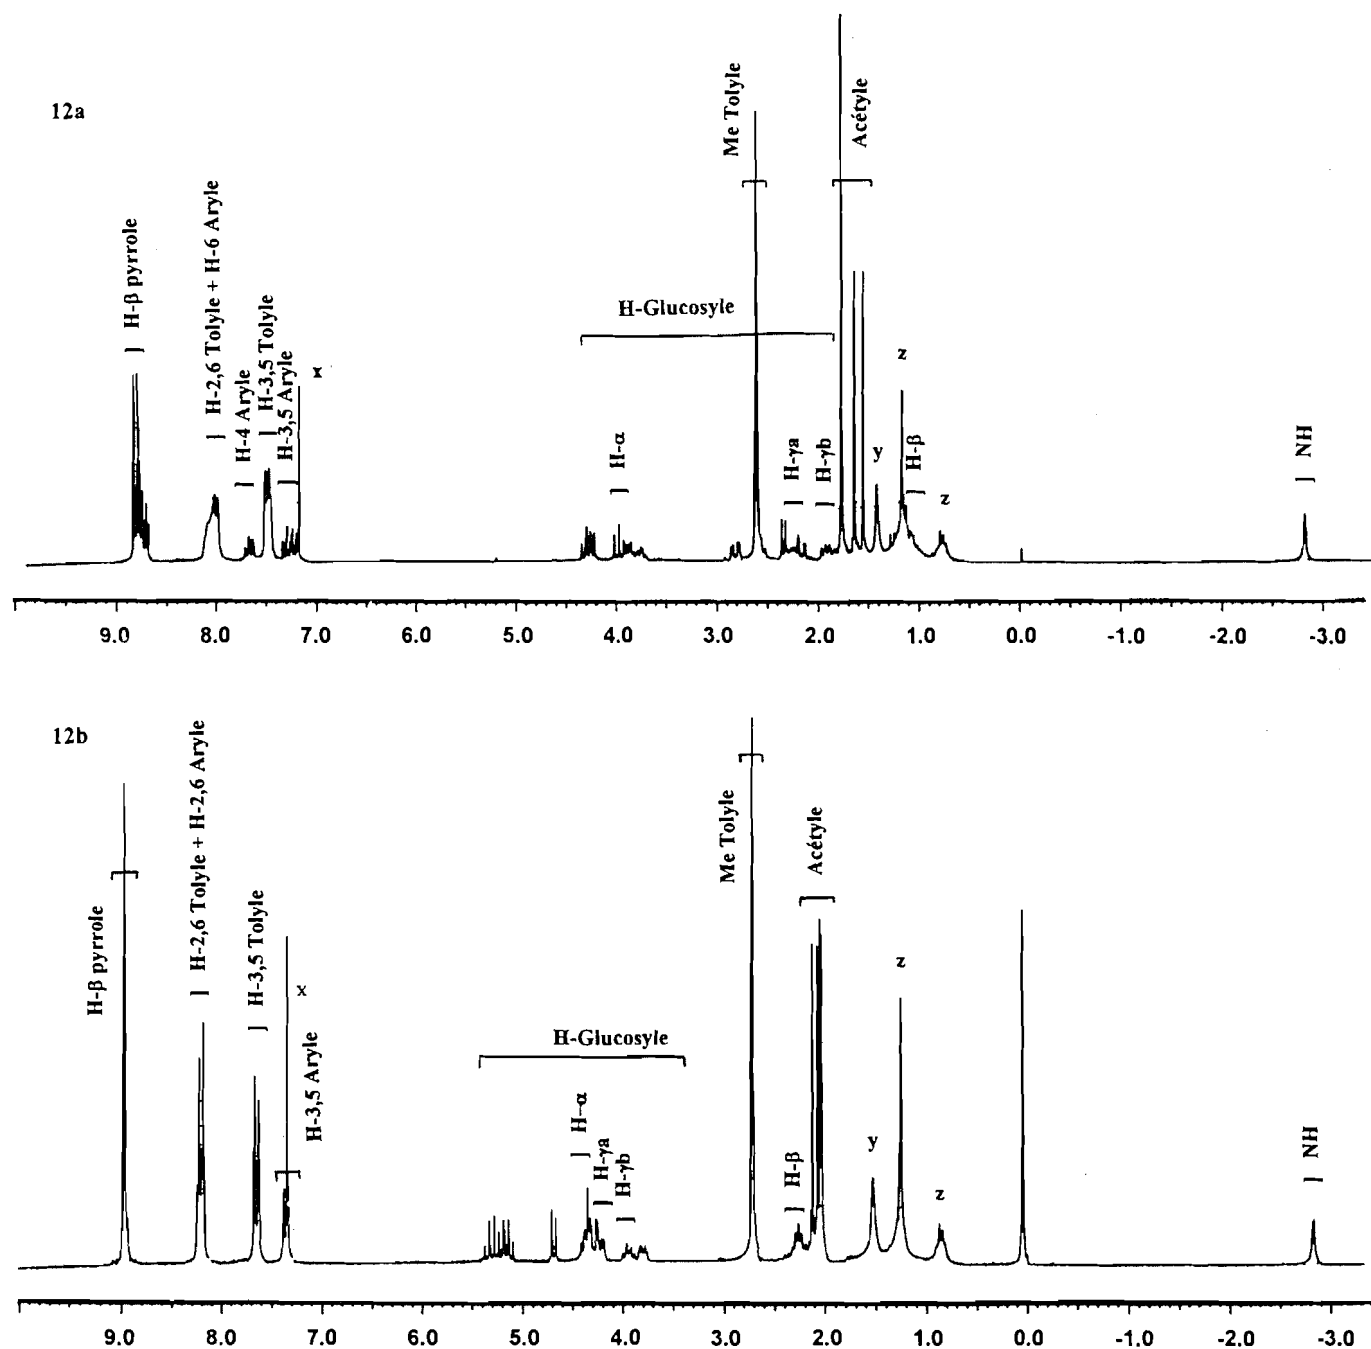 12a
H-β pyrrole
H-2,6 Tolyle + H-6 Aryle
H-4 Aryle
H-3,5 Tolyle
H-3,5 Aryle
x
H-Glucosyle
H-α
Me Tolyle
H-γa
H-γb
Acétyle
y
z
H-β
z
NH
9.0 8.0 7.0 6.0 5.0 4.0 3.0 2.0 1.0 0.0 -1.0 -2.0 -3.0
12b
H-β pyrrole
H-2,6 Tolyle + H-2,6 Aryle
H-3,5 Tolyle
x
H-3,5 Aryle
H-Glucosyle
H-α
H-γa
H-γb
Me Tolyle
H-β
Acétyle
y
z
z
NH
9.0 8.0 7.0 6.0 5.0 4.0 3.0 2.0 1.0 0.0 -1.0 -2.0 -3.0